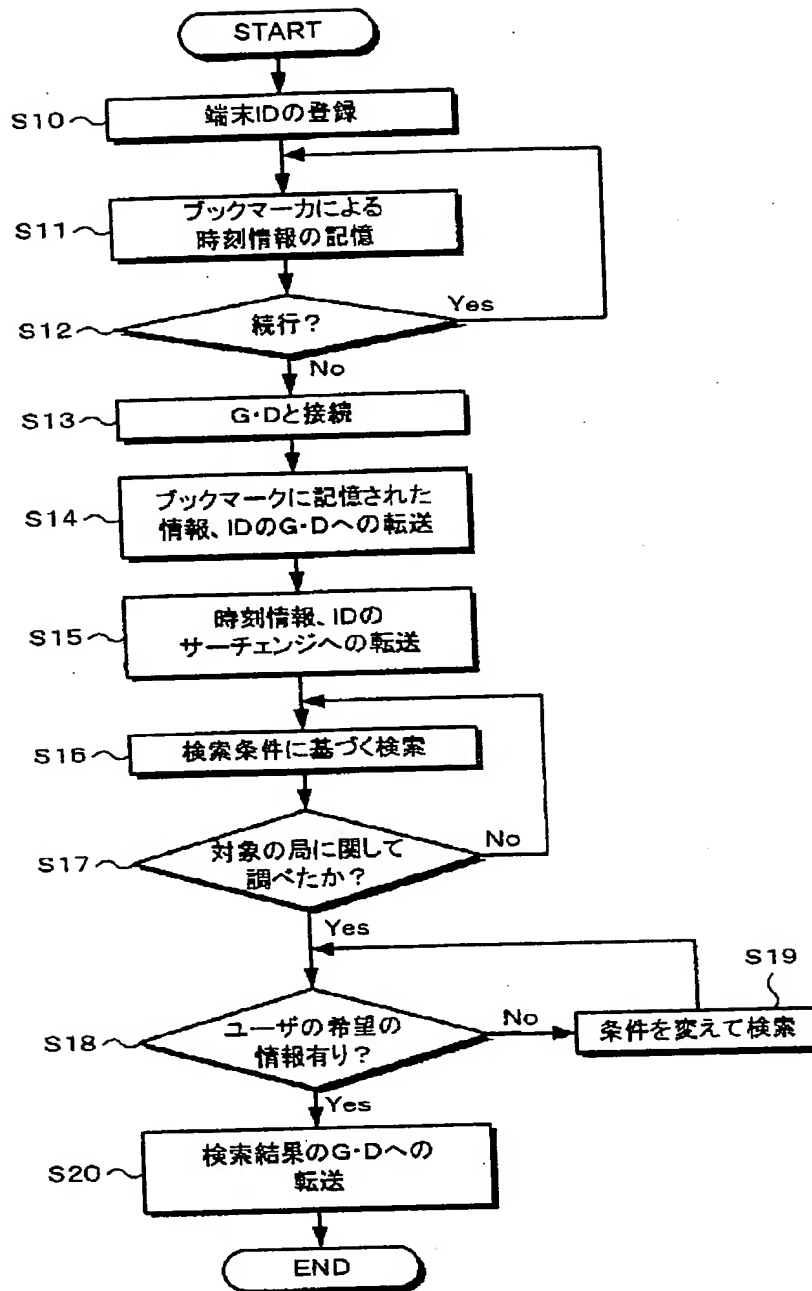 START
S10
端末IDの登録
S11
ブックマーカによる
時刻情報の記憶
S12
続行?
Yes
No
S13
G・Dと接続
S14
ブックマークに記憶された
情報、IDのG・Dへの転送
S15
時刻情報、IDの
サーチェンジへの転送
S16
検索条件に基づく検索
S17
対象の局に関して
調べたか?
No
Yes
S18
ユーザの希望の
情報有り?
No
S19
条件を変えて検索
Yes
S20
検索結果のG・Dへの
転送
END